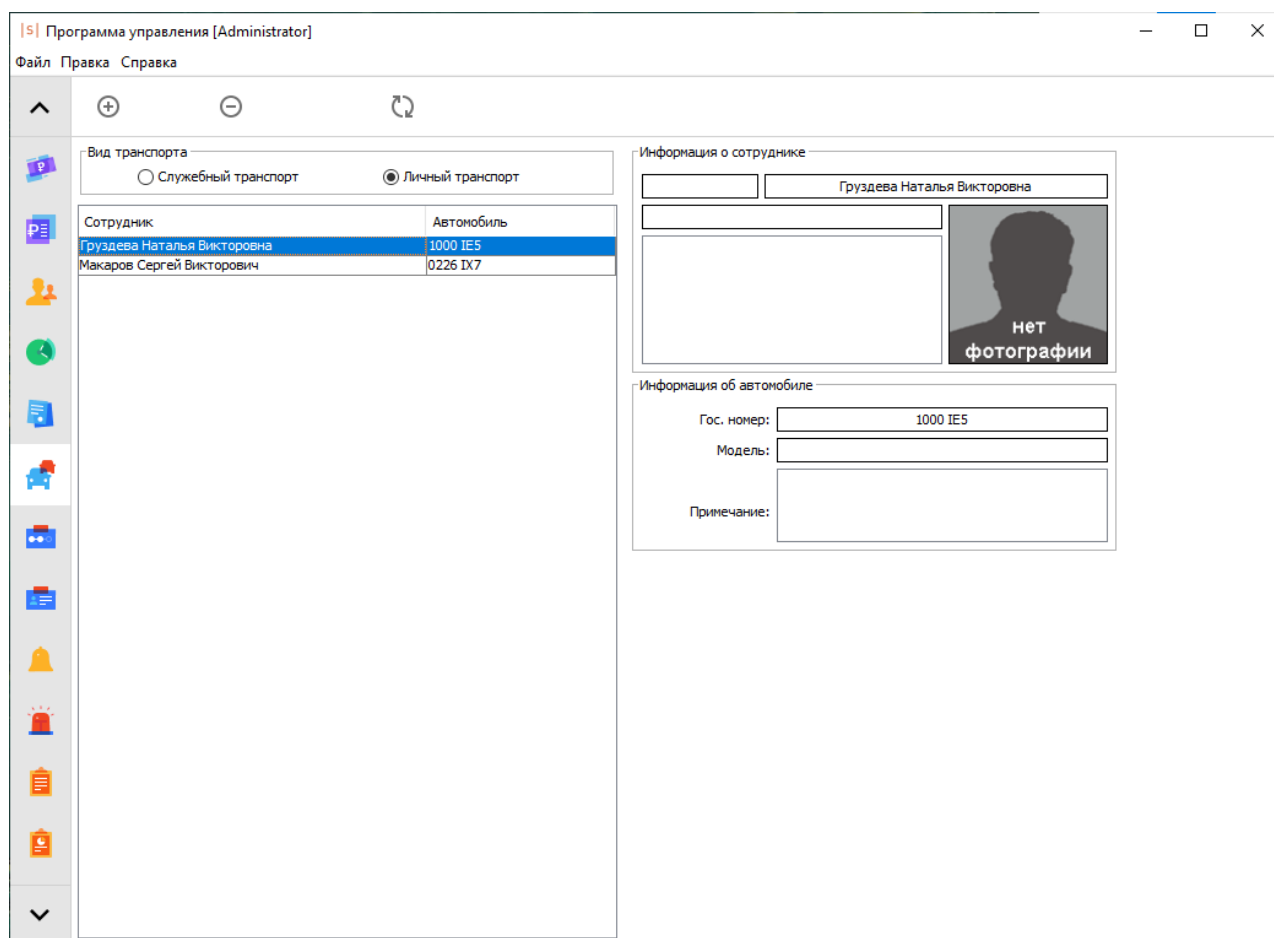 |S| Программа управления [Administrator]
Файл Правка Справка
Вид транспорта
Служебный транспорт Личный транспорт
Сотрудник Автомобиль
Груздева Наталья Викторовна 1000 IE5
Макаров Сергей Викторович 0226 IX7
Информация о сотруднике
Груздева Наталья Викторовна
нет
фотографии
Информация об автомобиле
Гос. номер: 1000 IE5
Модель:
Примечание: